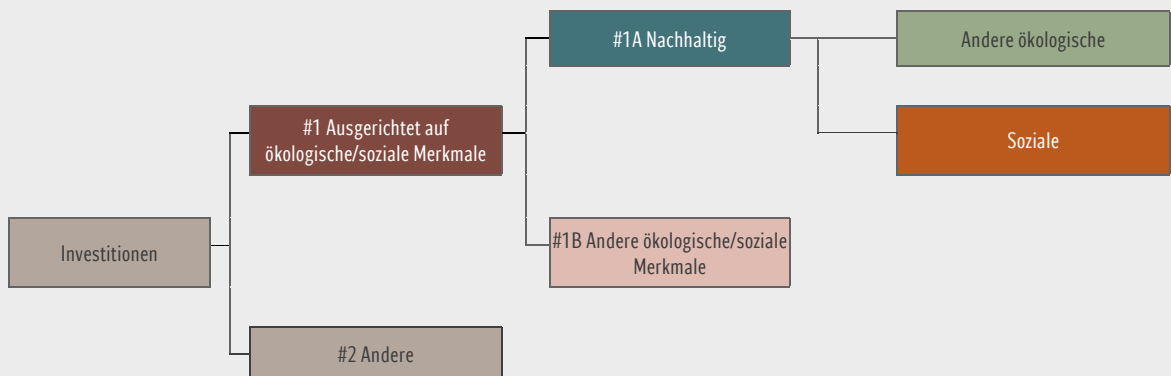 #1A Nachhaltig
Andere ökologische
#1 Ausgerichtet auf
ökologische/soziale Merkmale
Soziale
Investitionen
#1B Andere ökologische/soziale
Merkmale
#2 Andere